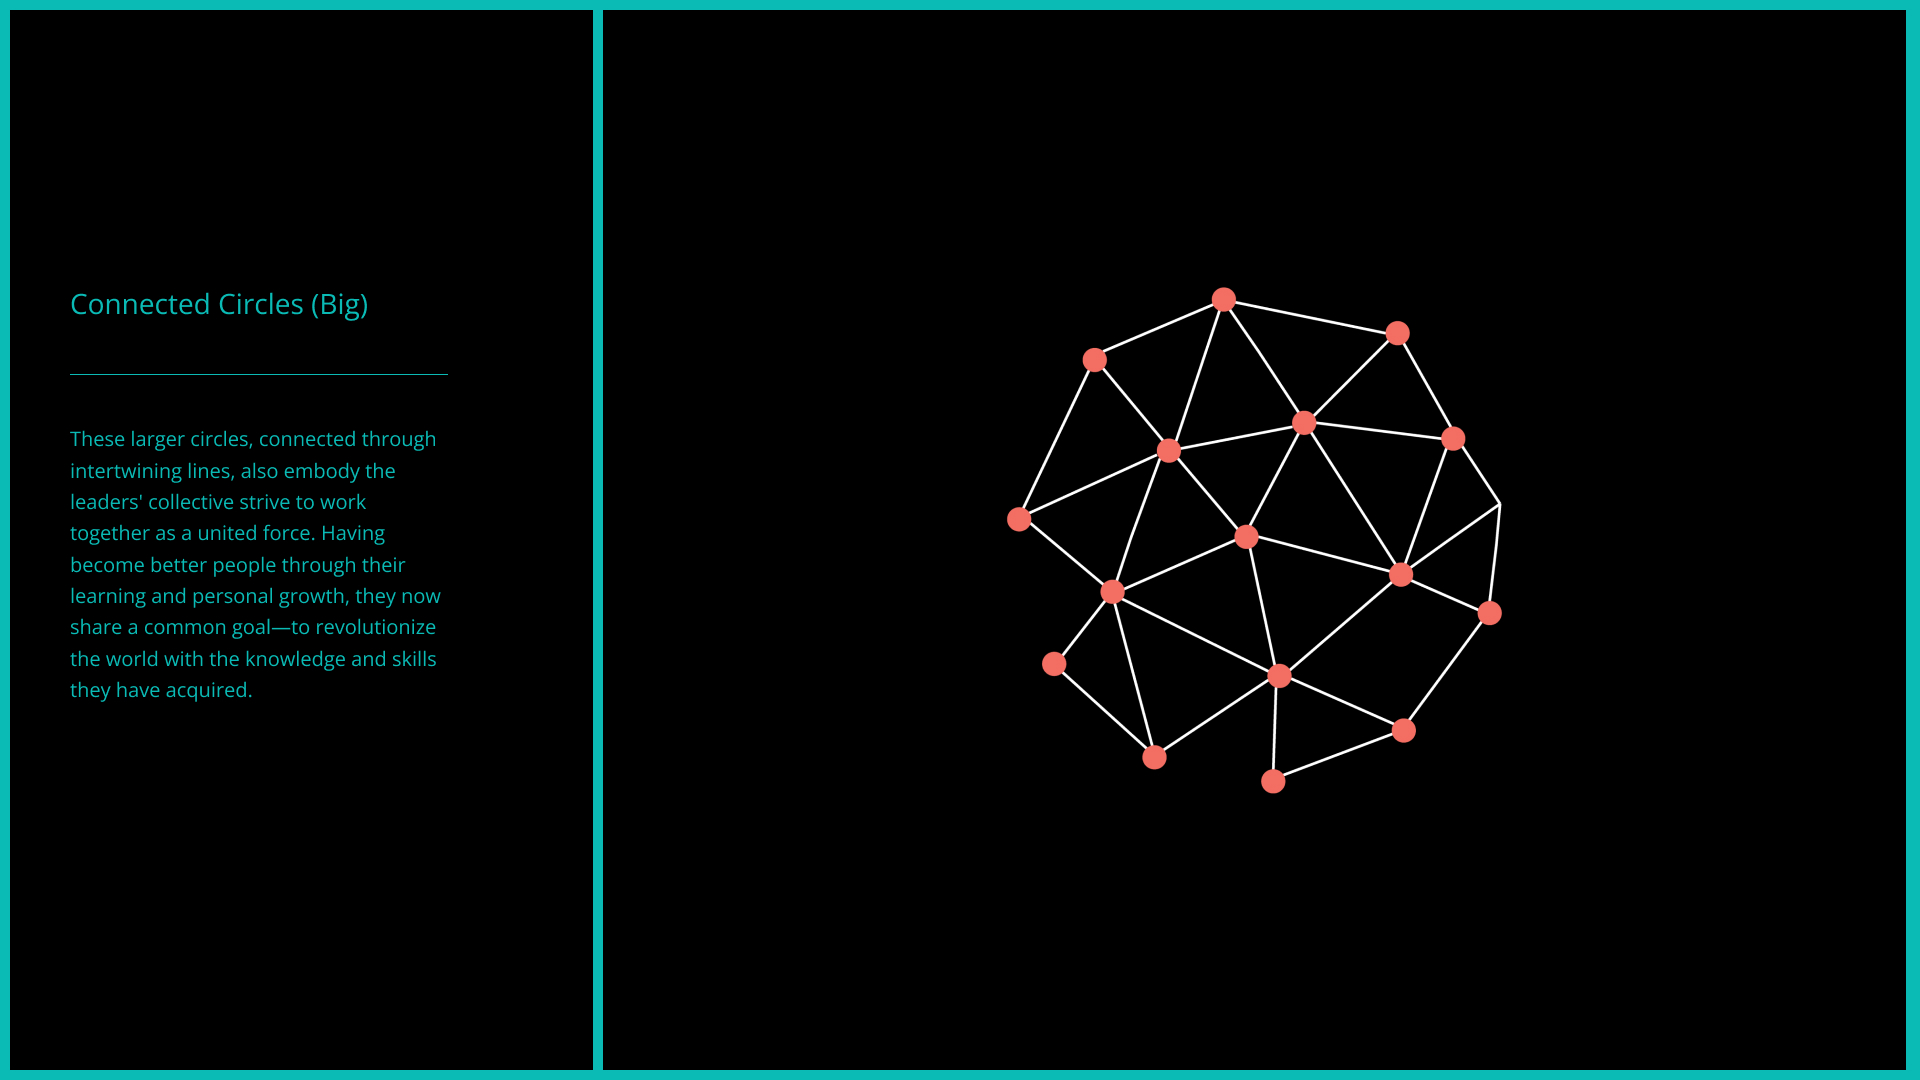 Connected Circles (Big)
These larger circles, connected through
intertwining lines, also embody the
leaders' collective strive to work
together as a united force. Having
become better people through their
learning and personal growth, they now
share a common goal—to revolutionize
the world with the knowledge and skills
they have acquired.